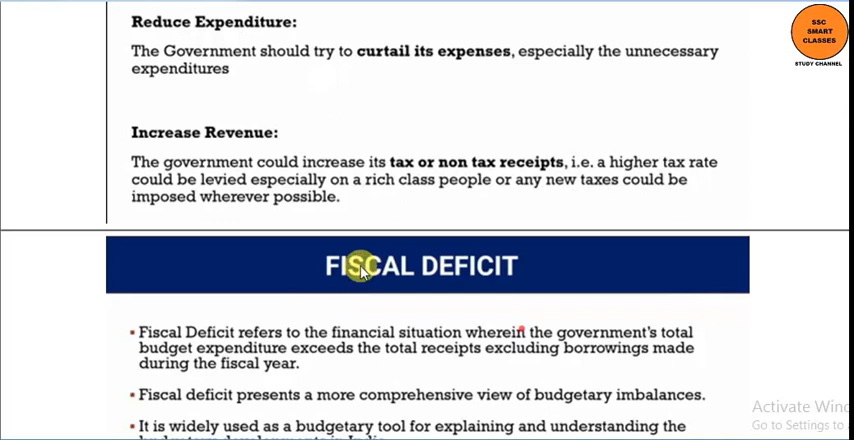 Reduce Expenditure:
SSC
SMART
CLASSES
STUDY CHANNEL
The Government should try to curtail its expenses, especially the unnecessary
expenditures
Increase Revenue:
The government could increase its tax or non tax receipts, i.e. a higher tax rate
could be levied especially on a rich class people or any new taxes could be
imposed wherever possible.
FISCAL DEFICIT
▪ Fiscal Deficit refers to the financial situation wherein the government's total
budget expenditure exceeds the total receipts excluding borrowings made
during the fiscal year.
▪ Fiscal deficit presents a more comprehensive view of budgetary imbalances.
▪ It is widely used as a budgetary tool for explaining and understanding the
Activate Wind
Go to Settings to